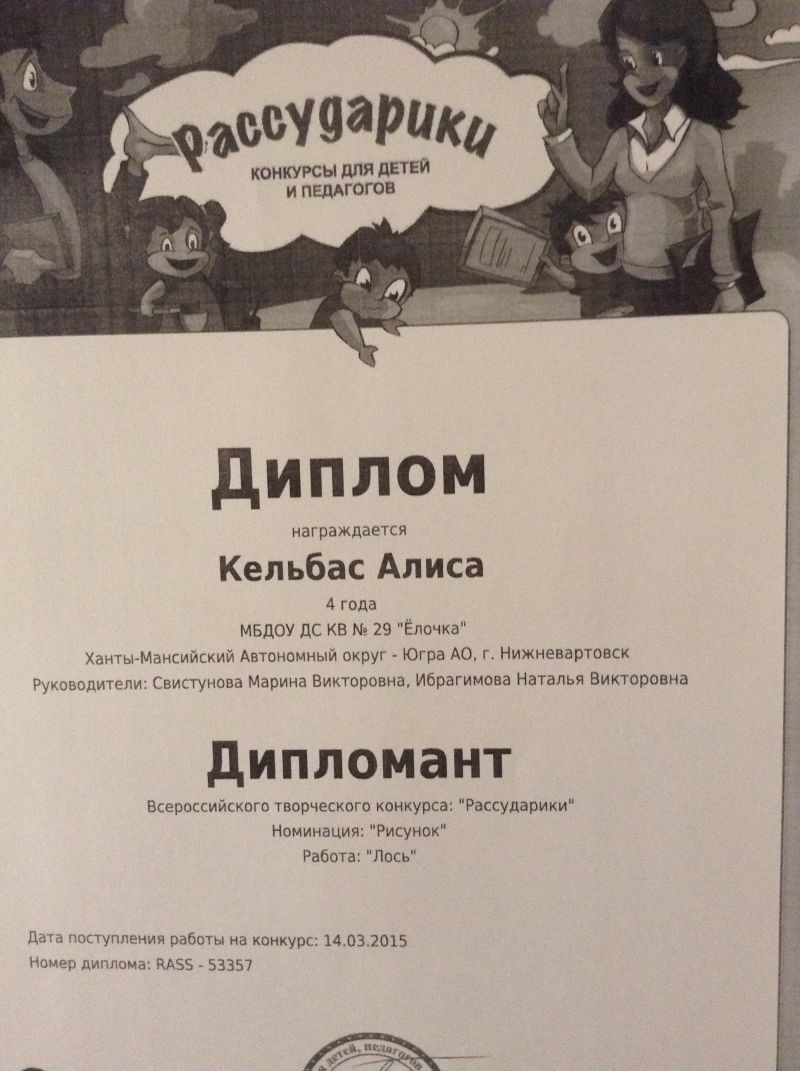 Рассударики
КОНКУРСЫ ДЛЯ ДЕТЕЙ
И ПЕДАГОГОВ
Диплом
награждается
Кельбас Алиса
4 года
МБДОУ ДС КВ № 29 "Ёлочка"
Ханты-Мансийский Автономный округ - Югра АО, г. Нижневартовск
Руководители: Свистунова Марина Викторовна, Ибрагимова Наталья Викторовна
Дипломант
Всероссийского творческого конкурса: "Рассударики"
Номинация: "Рисунок"
Работа: "Лось"
Дата поступления работы на конкурс: 14.03.2015
Номер диплома: RASS - 53357
детей, педагогов